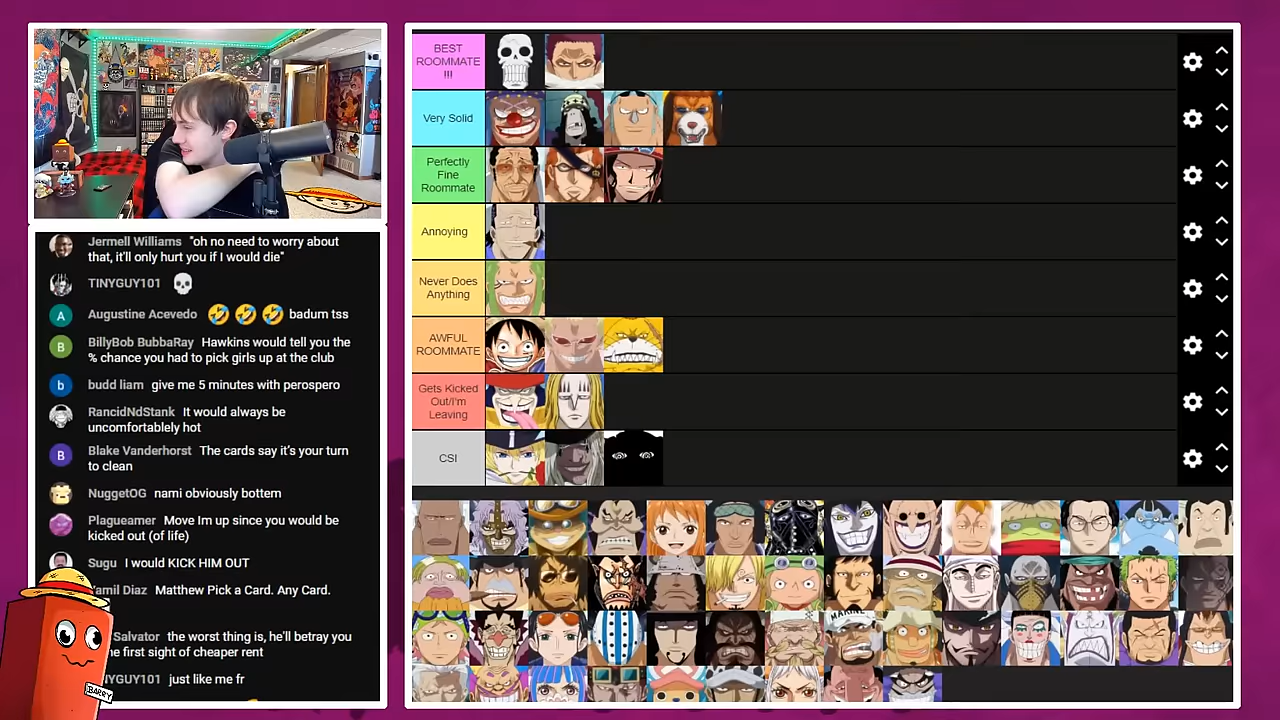 BEST
ROOMMATE
!!!
Very Solid
Perfectly
Fine
Roommate
Annoying
Never Does
Anything
AWFUL
ROOMMATE
Gets Kicked
Out/I'm
Leaving
CSI
Jermell Williams "oh no need to worry about
that, it'll only hurt you if I would die"
TINYGUY101
A Augustine Acevedo badum tss
B BillyBob BubbaRay Hawkins would tell you the
% chance you had to pick girls up at the club
b budd liam give me 5 minutes with perospero
RancidNdStank It would always be
uncomfortablely hot
B Blake Vanderhorst The cards say it's your turn
to clean
NuggetOG nami obviously bottem
Plagueamer Move Im up since you would be
kicked out (of life)
Sugu I would KICK HIM OUT
amil Diaz Matthew Pick a Card. Any Card.
Salvator the worst thing is, he'll betray you
e first sight of cheaper rent
NYGUY101 just like me fr
BARRY
MARINE